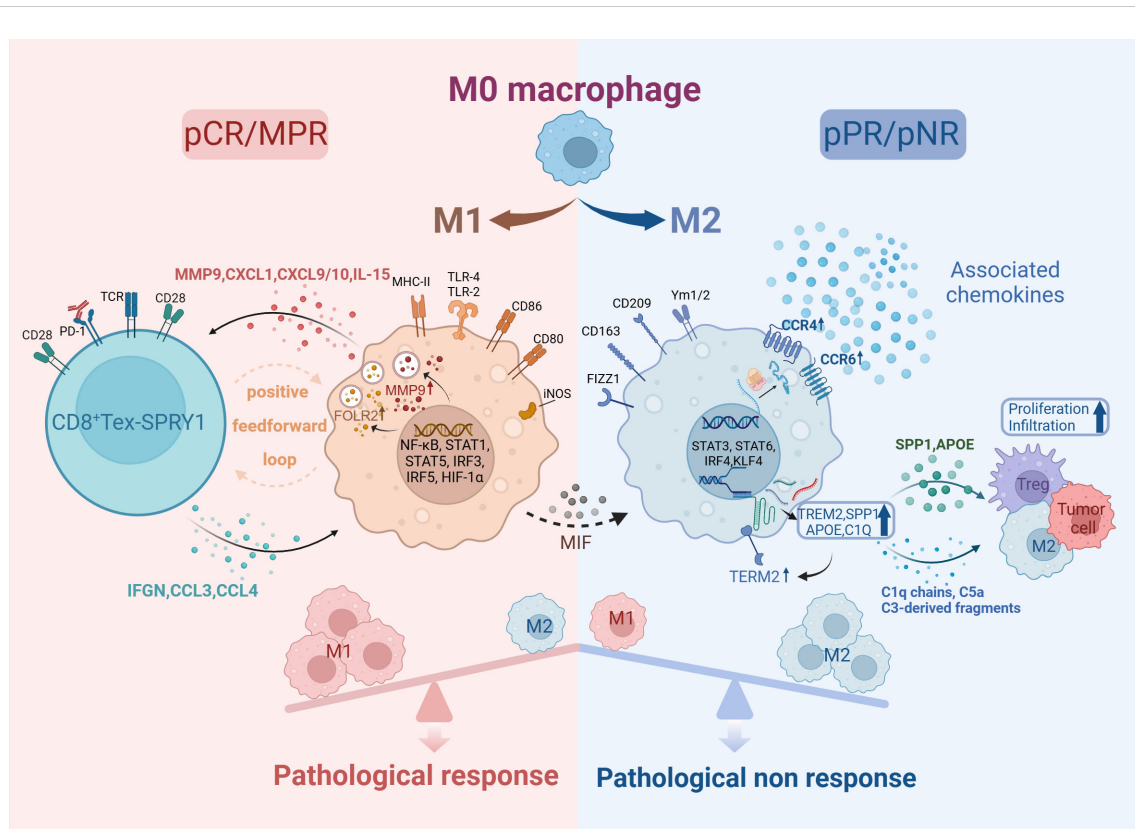 M0 macrophage
pCR/MPR
pPR/pNR
M1
M2
MMP9,CXCL1,CXCL9/10,IL-15
TCR
CD28
PD-1
CD28
CD8+Tex-SPRY1
positive
feedforward
loop
IFGN,CCL3,CCL4
MHC-II
TLR-4
TLR-2
CD86
CD80
iNOS
MMP9
FOLR2
NF-κB, STAT1,
STAT5, IRF3,
IRF5, HIF-1α
MIF
CD209
Ym1/2
CD163
FIZZ1
CCR4
CCR6
Associated
chemokines
STAT3, STAT6,
IRF4,KLF4
TREM2,SPP1
APOE,C1Q
TERM2
SPP1,APOE
Proliferation
Infiltration
Treg
Tumor
cell
M2
C1q chains, C5a
C3-derived fragments
M1
M2
M1
M2
Pathological response
Pathological non response